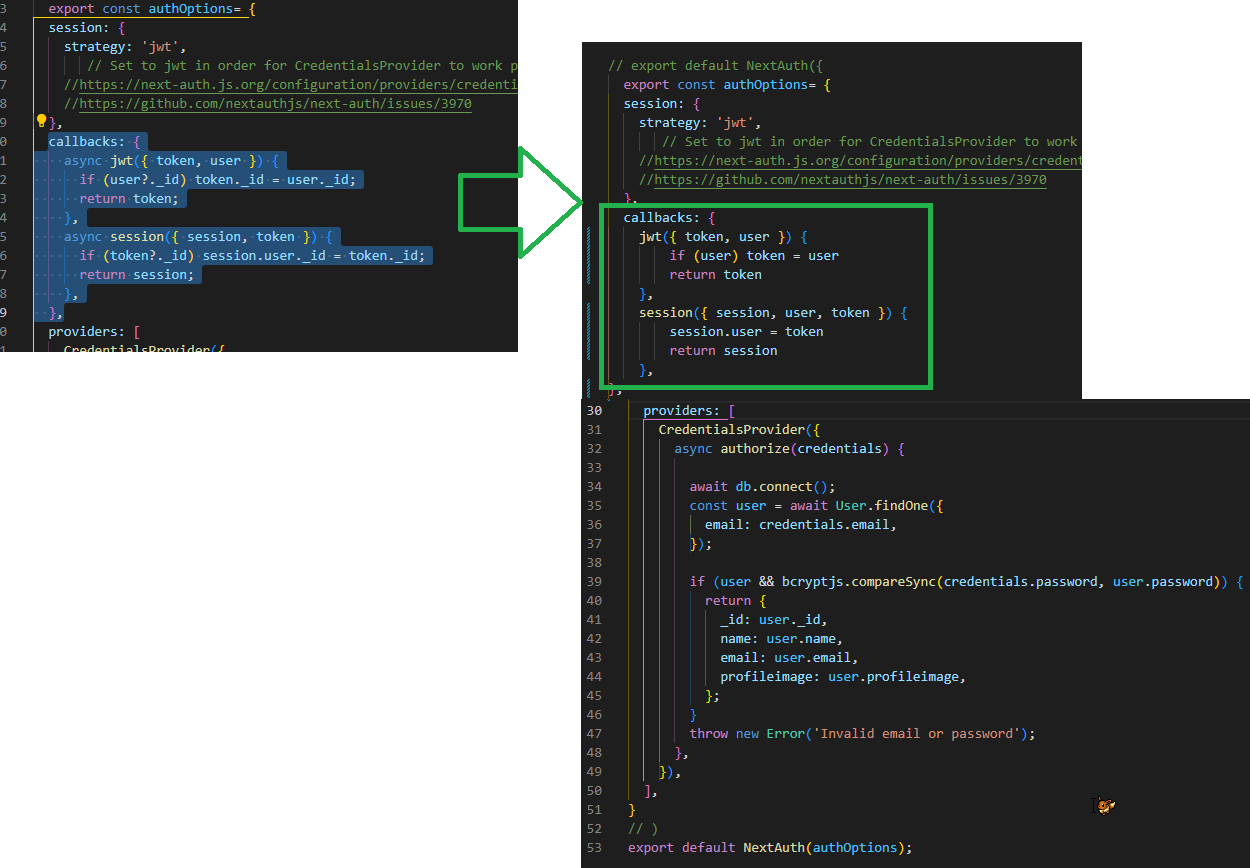 3 export const authOptions= {
4 session: {
5 strategy: 'jwt',
6 // Set to jwt in order for CredentialsProvider to work p
7 //https://next-auth.js.org/configuration/providers/credenti
8 //https://github.com/nextauthjs/next-auth/issues/3970
9 },
0 callbacks: {
1 async jwt({ token, user }) {
2 if (user?._id) token._id = user._id;
3 return token;
4 },
5 async session({ session, token }) {
6 if (token?._id) session.user._id = token._id;
7 return session;
8 },
9 },
0 providers: [
1 CredentialsProvider({
// export default NextAuth({
export const authOptions= {
session: {
strategy: 'jwt',
// Set to jwt in order for CredentialsProvider to work
//https://next-auth.js.org/configuration/providers/credent
//https://github.com/nextauthjs/next-auth/issues/3970
},
callbacks: {
jwt({ token, user }) {
if (user) token = user
return token
},
session({ session, user, token }) {
session.user = token
return session
},
},
30 providers: [
31 CredentialsProvider({
32 async authorize(credentials) {
33
34 await db.connect();
35 const user = await User.findOne({
36 email: credentials.email,
37 });
38
39 if (user && bcryptjs.compareSync(credentials.password, user.password)) {
40 return {
41 _id: user._id,
42 name: user.name,
43 email: user.email,
44 profileimage: user.profileimage,
45 };
46 }
47 throw new Error('Invalid email or password');
48 },
49 }),
50 ],
51 }
52 // )
53 export default NextAuth(authOptions);